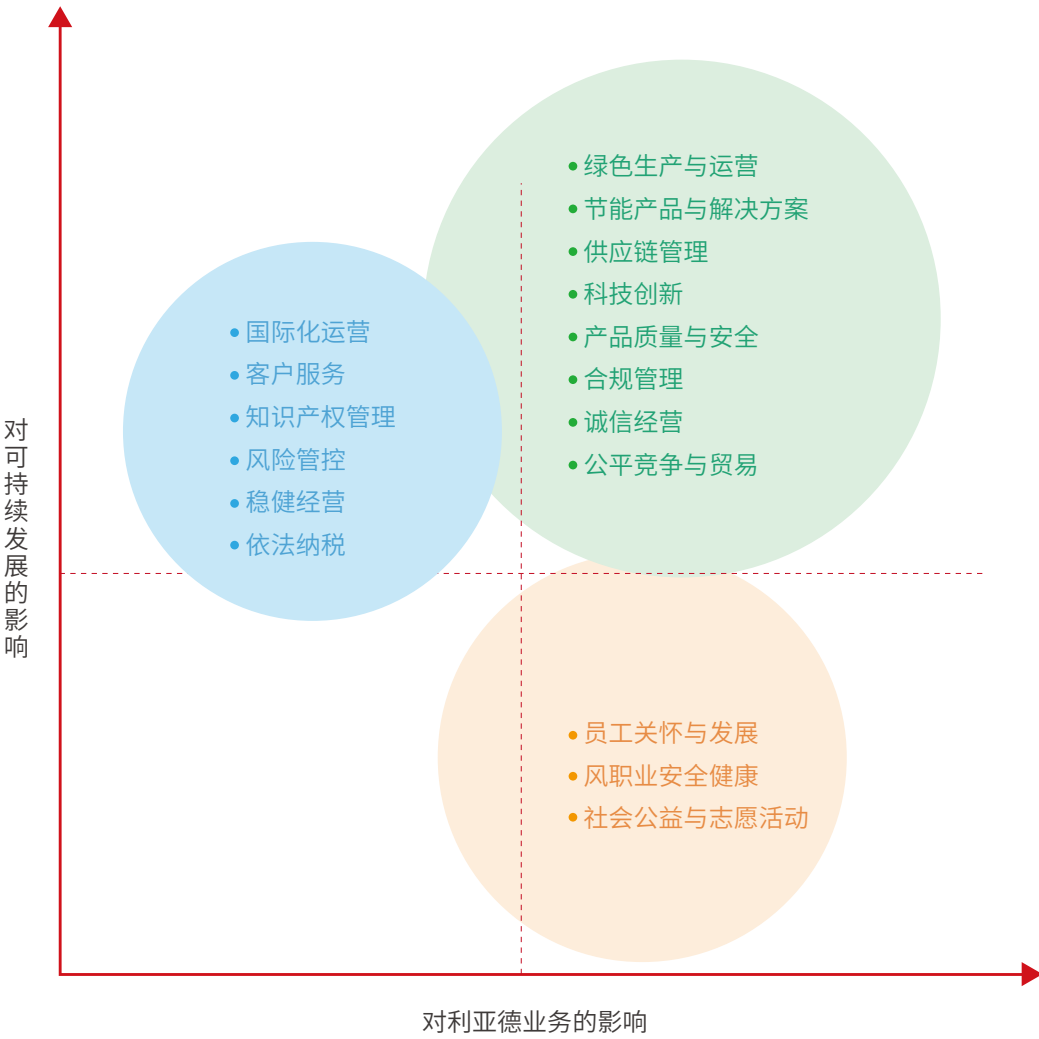 对可持续发展的影响
• 绿色生产与运营
• 节能产品与解决方案
• 供应链管理
• 科技创新
• 产品质量与安全
• 合规管理
• 诚信经营
• 公平竞争与贸易
• 国际化运营
• 客户服务
• 知识产权管理
• 风险管控
• 稳健经营
• 依法纳税
• 员工关怀与发展
• 风职业安全健康
• 社会公益与志愿活动
对利亚德业务的影响